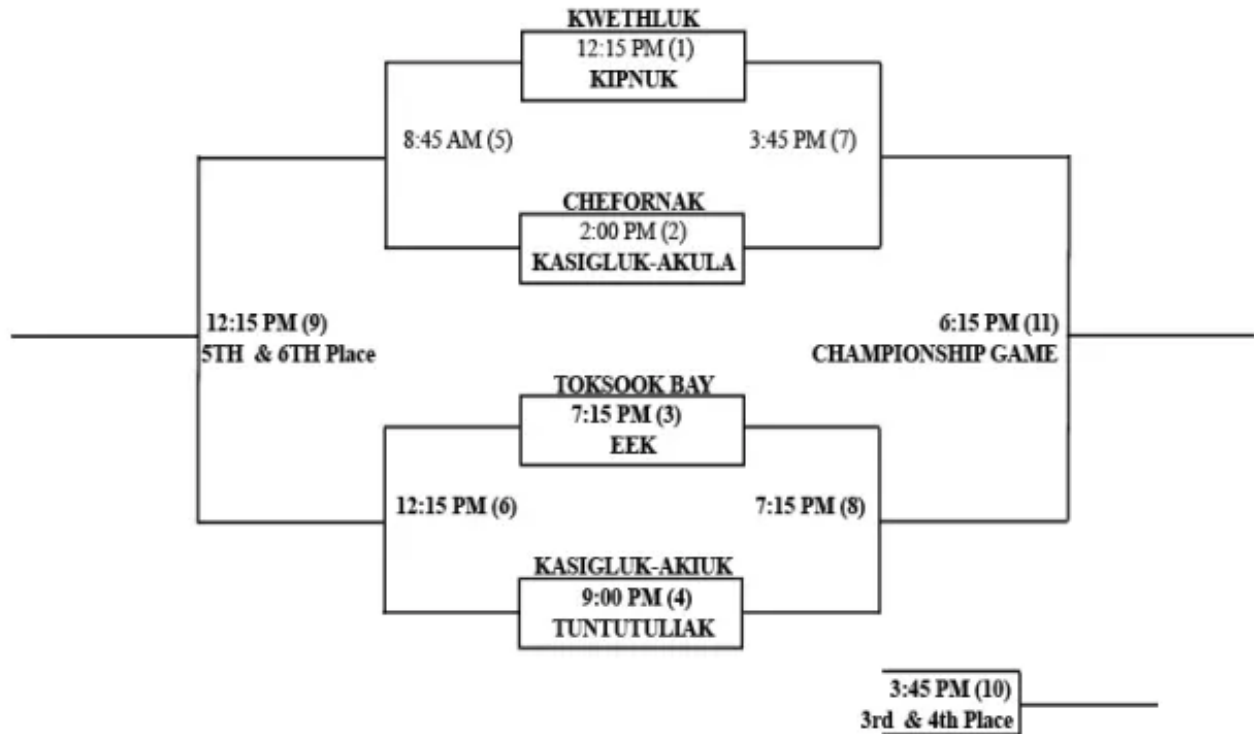 KWETHLUK
12:15 PM (1)
KIPNUK
8:45 AM (5)
3:45 PM (7)
CHEFORNAK
2:00 PM (2)
KASIGLUK-AKULA
12:15 PM (9)
5TH & 6TH Place
6:15 PM (11)
CHAMPIONSHIP GAME
TOKSOOK BAY
7:15 PM (3)
EEK
12:15 PM (6)
7:15 PM (8)
KASIGLUK-AKIUK
9:00 PM (4)
TUNTUTULIAK
3:45 PM (10)
3rd & 4th Place